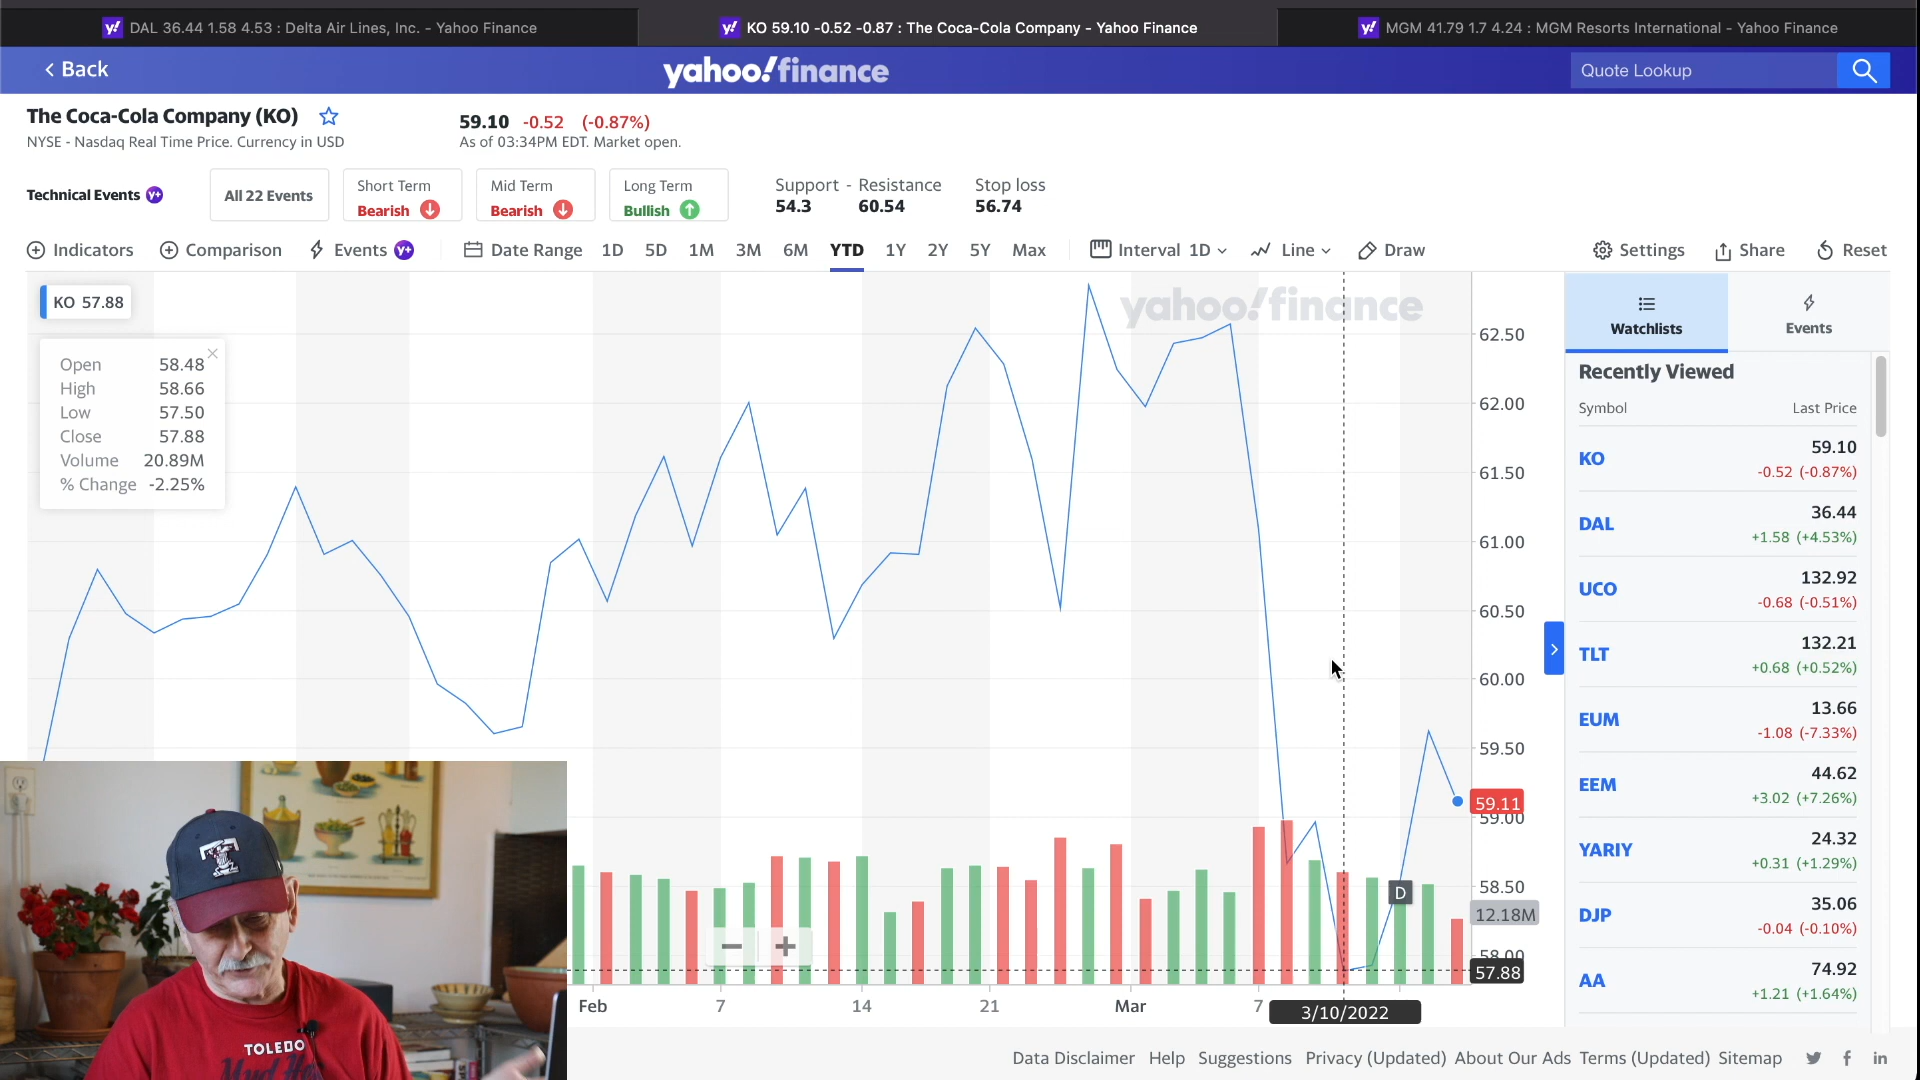 DAL 36.44 1.58 4.53 : Delta Air Lines, Inc. - Yahoo Finance
KO 59.10 -0.52 -0.87 : The Coca-Cola Company - Yahoo Finance
MGM 41.79 1.7 4.24 : MGM Resorts International - Yahoo Finance
Back
yahoo!finance
Quote Lookup
The Coca-Cola Company (KO)
59.10 -0.52 (-0.87%)
NYSE - Nasdaq Real Time Price. Currency in USD
As of 03:34PM EDT. Market open.
Technical Events y+
All 22 Events
Short Term
Bearish
Mid Term
Bearish
Long Term
Bullish
Support - Resistance
54.3 60.54
Stop loss
56.74
Indicators Comparison Events y+ Date Range 1D 5D 1M 3M 6M YTD 1Y 2Y 5Y Max Interval 1D Line Draw Settings Share Reset
KO 57.88
Open 58.48
High 58.66
Low 57.50
Close 57.88
Volume 20.89M
% Change -2.25%
yahoo!finance
62.50
62.00
61.50
61.00
60.50
60.00
59.50
59.11
59.00
58.50
12.18M
58.00
57.88
D
Feb 7 14 21 Mar 7 3/10/2022
Watchlists
Events
Recently Viewed
Symbol Last Price
KO 59.10
-0.52 (-0.87%)
DAL 36.44
+1.58 (+4.53%)
UCO 132.92
-0.68 (-0.51%)
TLT 132.21
+0.68 (+0.52%)
EUM 13.66
-1.08 (-7.33%)
EEM 44.62
+3.02 (+7.26%)
YARIY 24.32
+0.31 (+1.29%)
DJP 35.06
-0.04 (-0.10%)
AA 74.92
+1.21 (+1.64%)
T
TOLEDO
Mud He
Data Disclaimer Help Suggestions Privacy (Updated) About Our Ads Terms (Updated) Sitemap